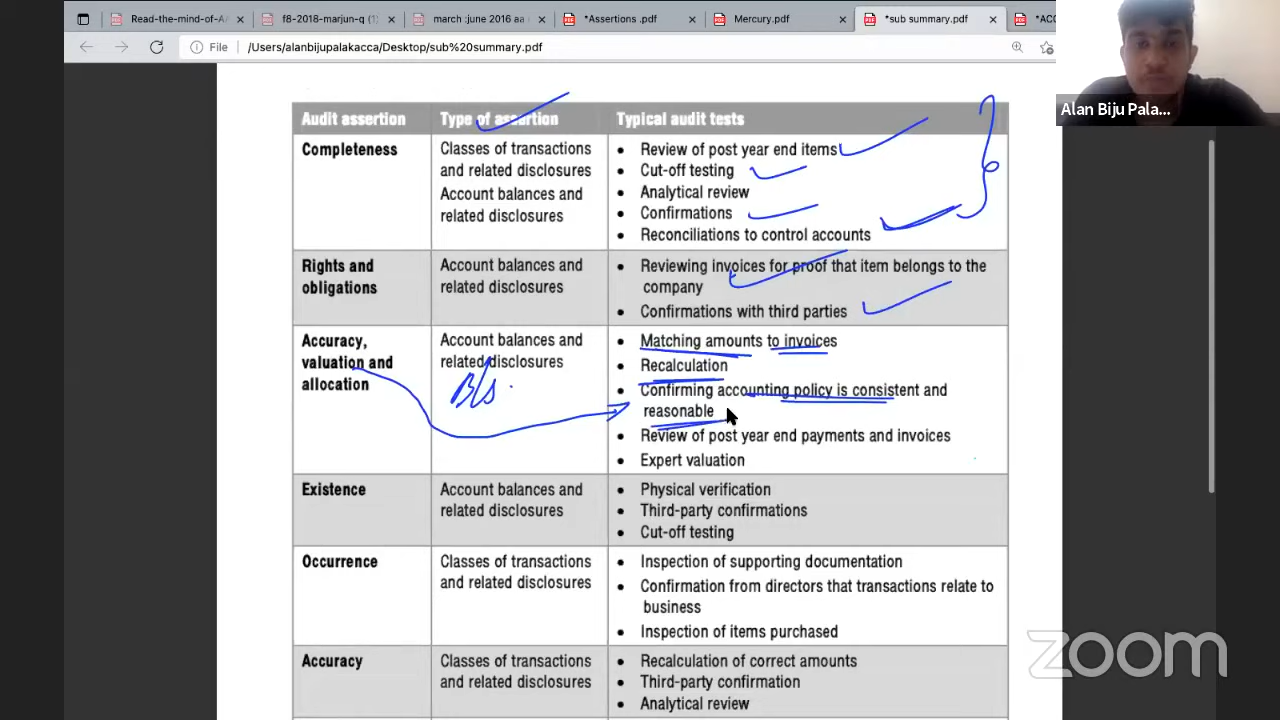 Read-the-mind-of-A
f8-2018-marjun-q (1)
march :june 2016 aa
*Assertions .pdf
Mercury.pdf
*sub summary.pdf
File
/Users/alanbijupalakacca/Desktop/sub%20summary.pdf
Alan Biju Pala...
Audit assertion
Type of assertion
Typical audit tests
Completeness
Classes of transactions
and related disclosures
Account balances and
related disclosures
• Review of post year end items
• Cut-off testing
• Analytical review
• Confirmations
• Reconciliations to control accounts
Rights and
obligations
Account balances and
related disclosures
• Reviewing invoices for proof that item belongs to the
company
• Confirmations with third parties
Accuracy,
valuation and
allocation
Account balances and
related disclosures
B/S
• Matching amounts to invoices
• Recalculation
• Confirming accounting policy is consistent and
reasonable
• Review of post year end payments and invoices
• Expert valuation
Existence
Account balances and
related disclosures
• Physical verification
• Third-party confirmations
• Cut-off testing
Occurrence
Classes of transactions
and related disclosures
• Inspection of supporting documentation
• Confirmation from directors that transactions relate to
business
• Inspection of items purchased
Accuracy
Classes of transactions
and related disclosures
• Recalculation of correct amounts
• Third-party confirmation
• Analytical review
zoom